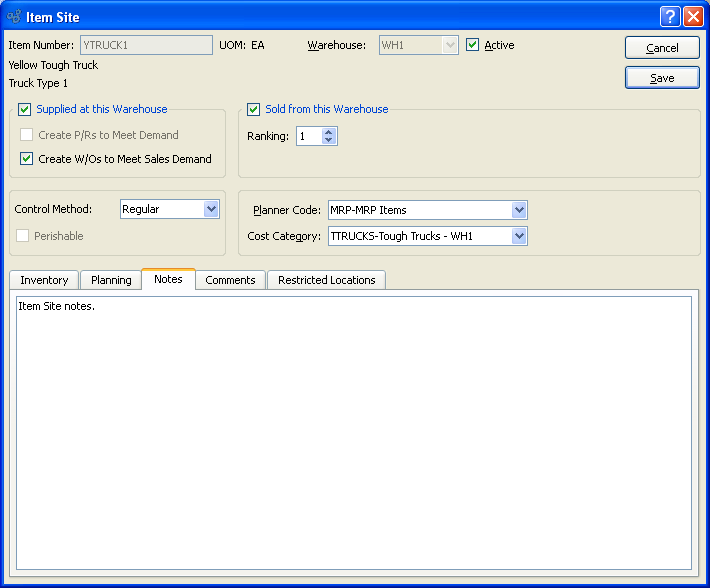 Item Site
Item Number: YTRUCK1 UOM: EA Warehouse: WH1 Active
Cancel
Yellow Tough Truck
Truck Type 1
Save
Supplied at this Warehouse
Sold from this Warehouse
Create P/Rs to Meet Demand
Ranking: 1
Create W/Os to Meet Sales Demand
Control Method: Regular
Planner Code: MRP-MRP Items
Perishable
Cost Category: TTRUCKS-Tough Trucks - WH1
Inventory Planning Notes Comments Restricted Locations
Item Site notes.